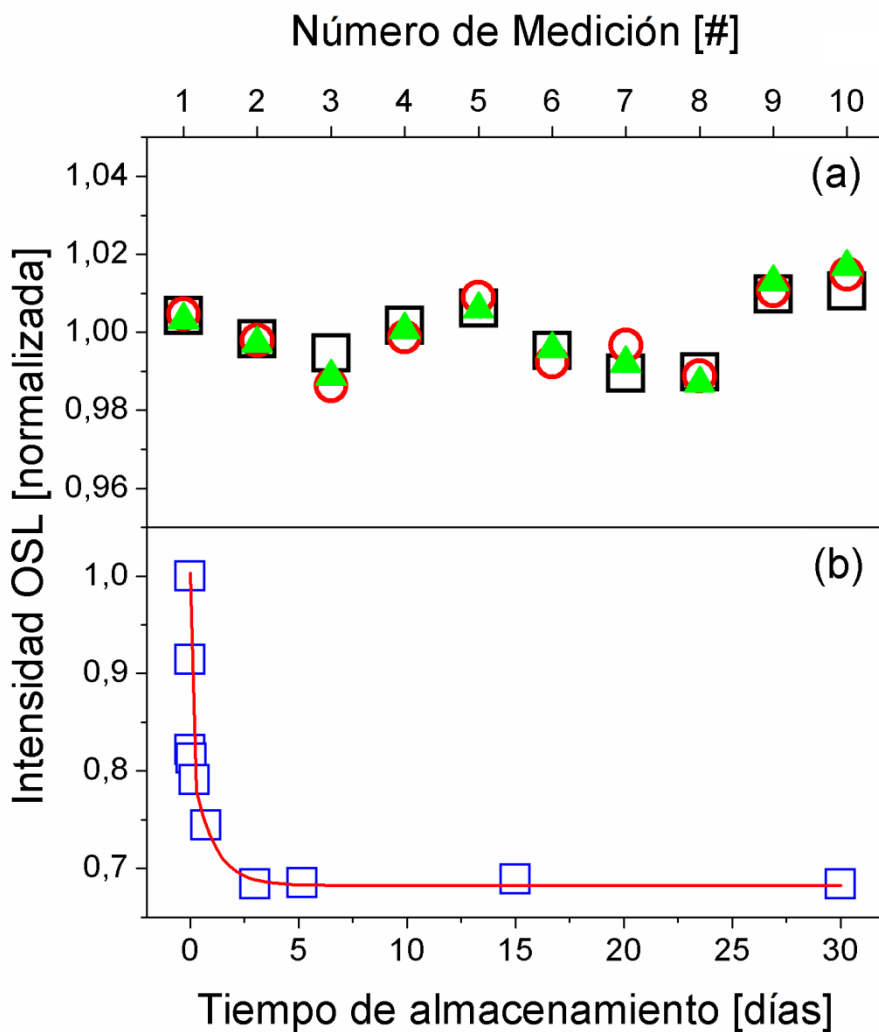 Número de Medición [#]
1 2 3 4 5 6 7 8 9 10
(a)
1,04
1,02
1,00
0,98
0,96
Intensidad OSL [normalizada]
(b)
1,0
0,9
0,8
0,7
0 5 10 15 20 25 30
Tiempo de almacenamiento [días]